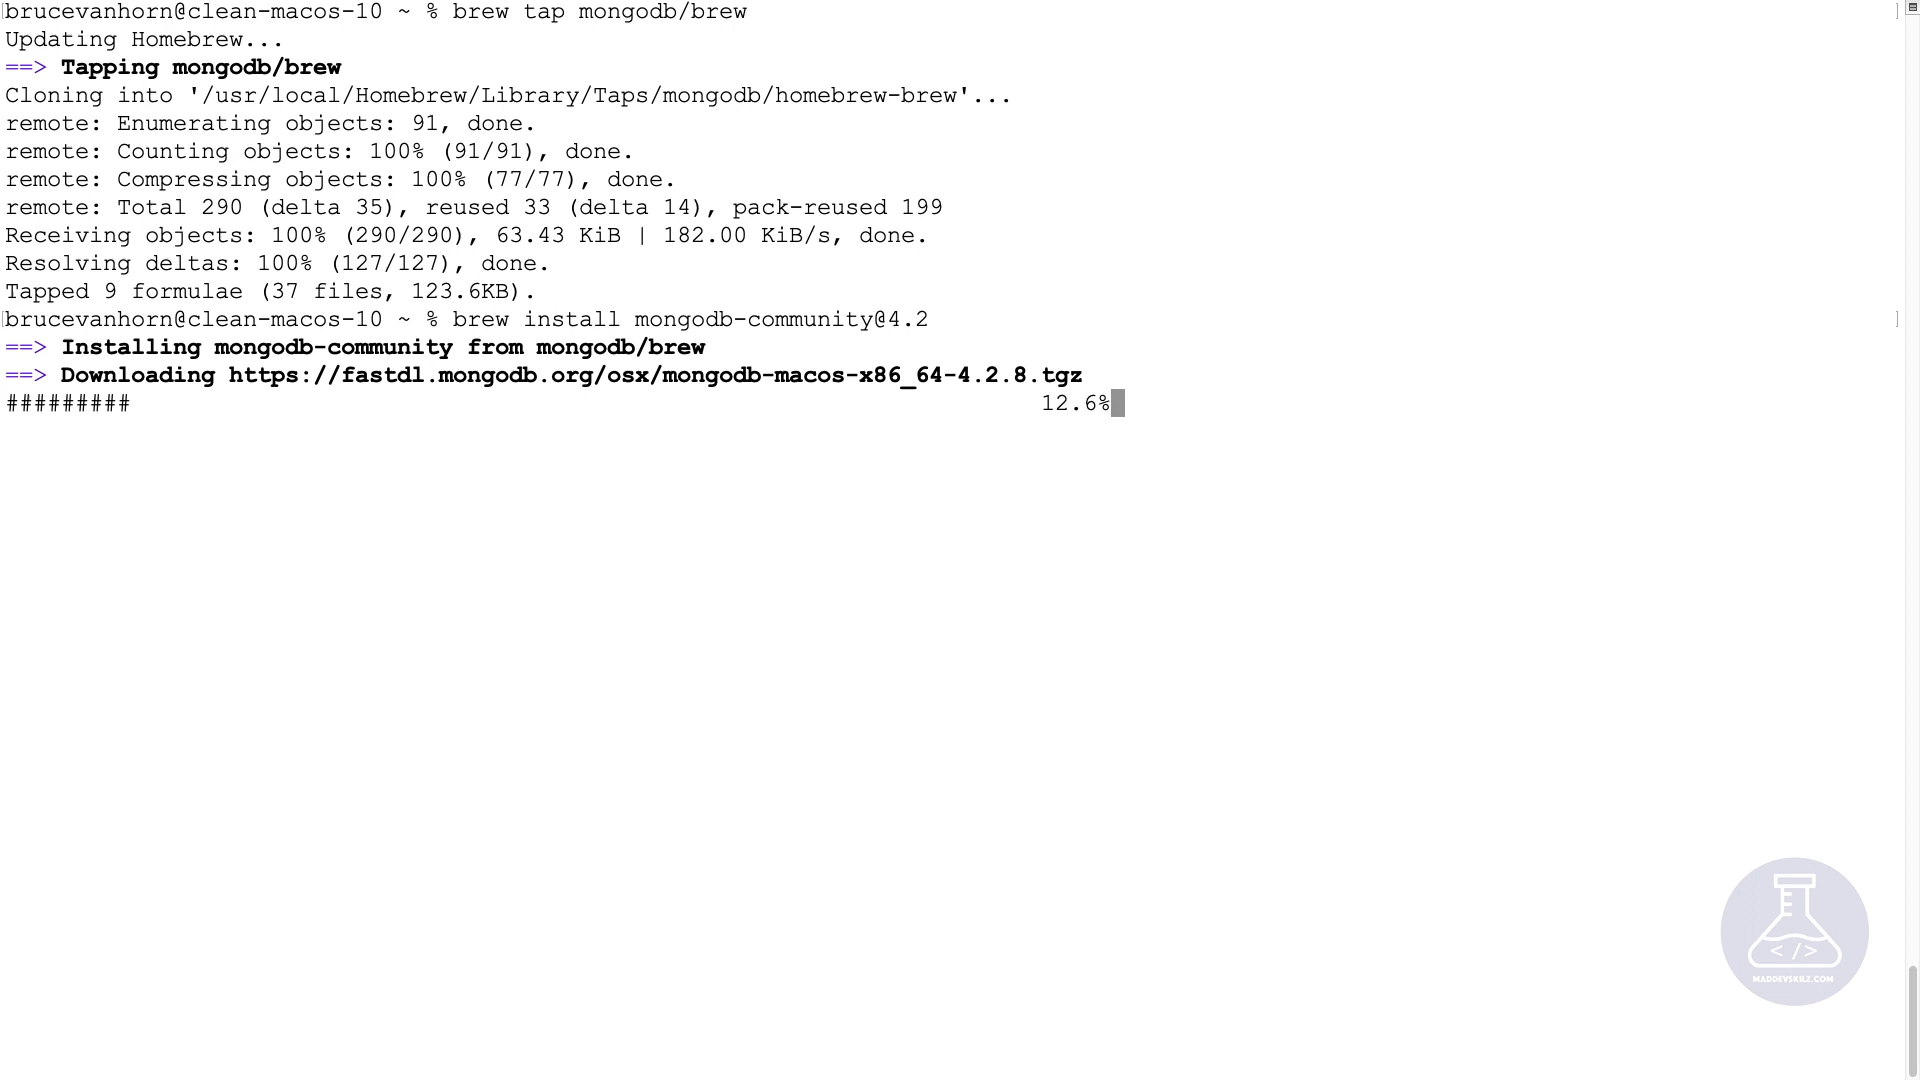 brucevanhorn@clean-macos-10 ~ % brew tap mongodb/brew
Updating Homebrew...
==> Tapping mongodb/brew
Cloning into '/usr/local/Homebrew/Library/Taps/mongodb/homebrew-brew'...
remote: Enumerating objects: 91, done.
remote: Counting objects: 100% (91/91), done.
remote: Compressing objects: 100% (77/77), done.
remote: Total 290 (delta 35), reused 33 (delta 14), pack-reused 199
Receiving objects: 100% (290/290), 63.43 KiB | 182.00 KiB/s, done.
Resolving deltas: 100% (127/127), done.
Tapped 9 formulae (37 files, 123.6KB).
brucevanhorn@clean-macos-10 ~ % brew install mongodb-community@4.2
==> Installing mongodb-community from mongodb/brew
==> Downloading https://fastdl.mongodb.org/osx/mongodb-macos-x86_64-4.2.8.tgz
######### 12.6%
< />
MADDEVSKILZ.COM